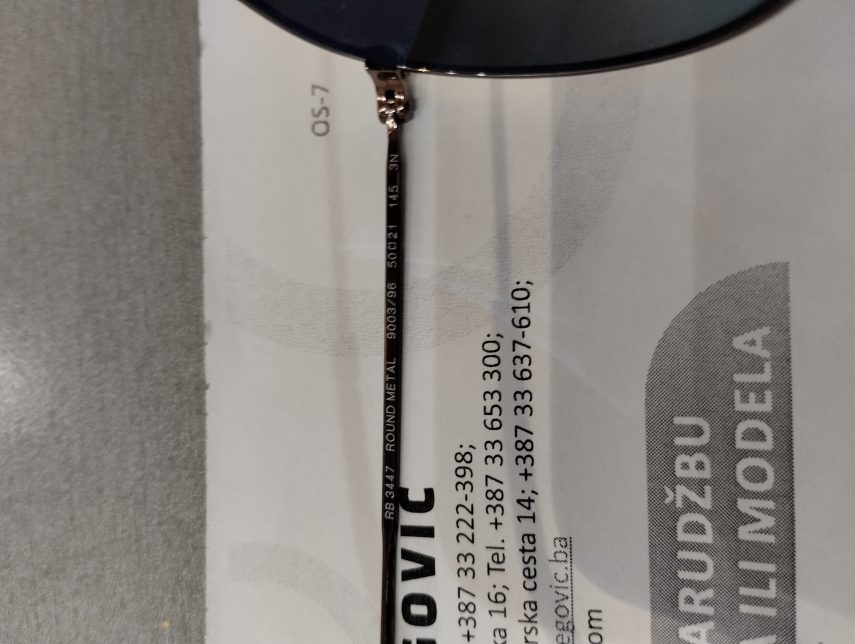 OS-7
RB 3447 ROUND METAL 9003/96 50□21 145 3N
GOVIĆ
+387 33 222-398;
ka 16; Tel. +387 33 653 300;
rska cesta 14; +387 33 637-610;
egovic.ba
om
ARUDŽBU
A ILI MODELA